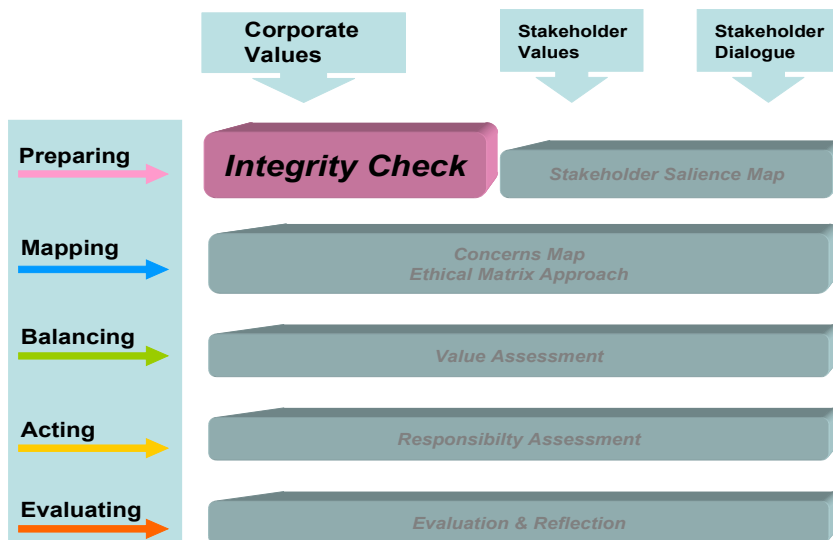 Corporate
Values
Stakeholder
Values
Stakeholder
Dialogue
Preparing
Integrity Check
Stakeholder Salience Map
Mapping
Concerns Map
Ethical Matrix Approach
Balancing
Value Assessment
Acting
Responsibilty Assessment
Evaluating
Evaluation & Reflection